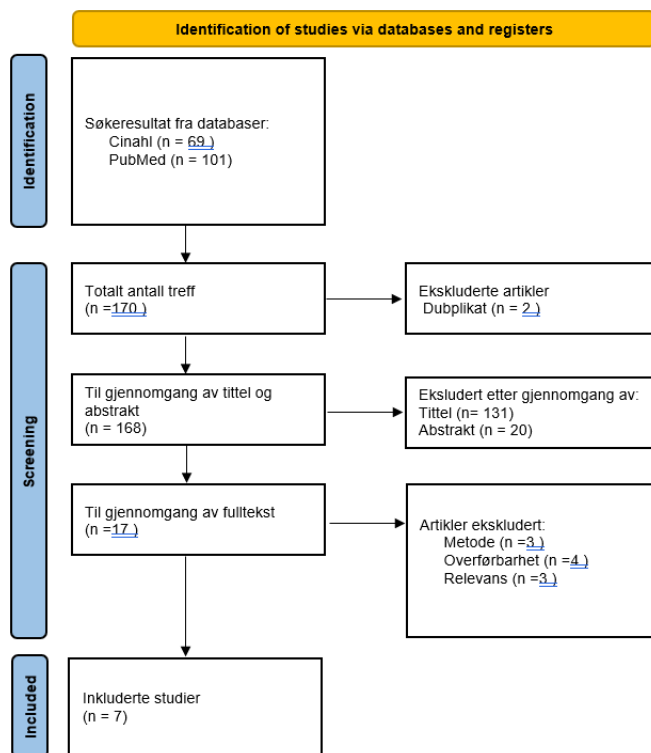 Identification of studies via databases and registers
Identification
Søkeresultat fra databaser:
Cinahl (n = 69 )
PubMed (n = 101)
Screening
Totalt antall treff
(n =170 )
Ekskluderte artikler
Dubplikat (n = 2 )
Til gjennomgang av tittel og
abstrakt
(n = 168)
Eksludert etter gjennomgang av:
Tittel (n= 131)
Abstrakt (n = 20)
Til gjennomgang av fulltekst
(n =17 )
Artikler ekskludert:
Metode (n =3 )
Overførbarhet (n =4 )
Relevans (n =3 )
Included
Inkluderte studier
(n = 7)